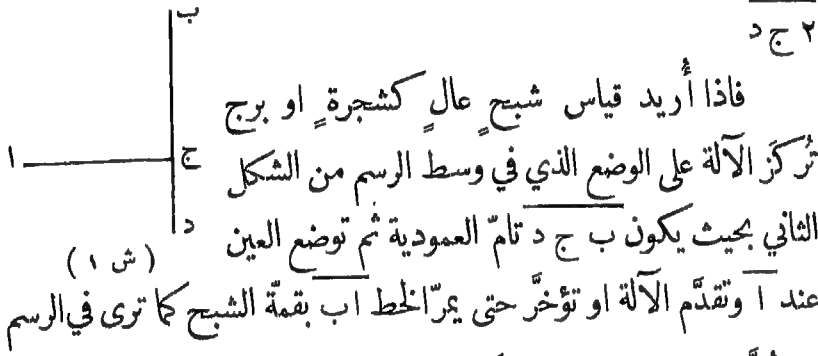 ٢ ج د
ب
فاذا أُريد قياس شبحٍ عالٍ كشجرةٍ او برج
تُركَز الآلة على الوضع الذي في وسط الرسم من الشكل
ا
ج
الثاني بحيث يكون ب ج د تامّ العمودية ثم توضع العين
د
(ش ١)
عند ا وتقدَّم الآلة او تؤخَّر حتى يمرّ الخط اب بقمّة الشبح كما ترى في الرسم